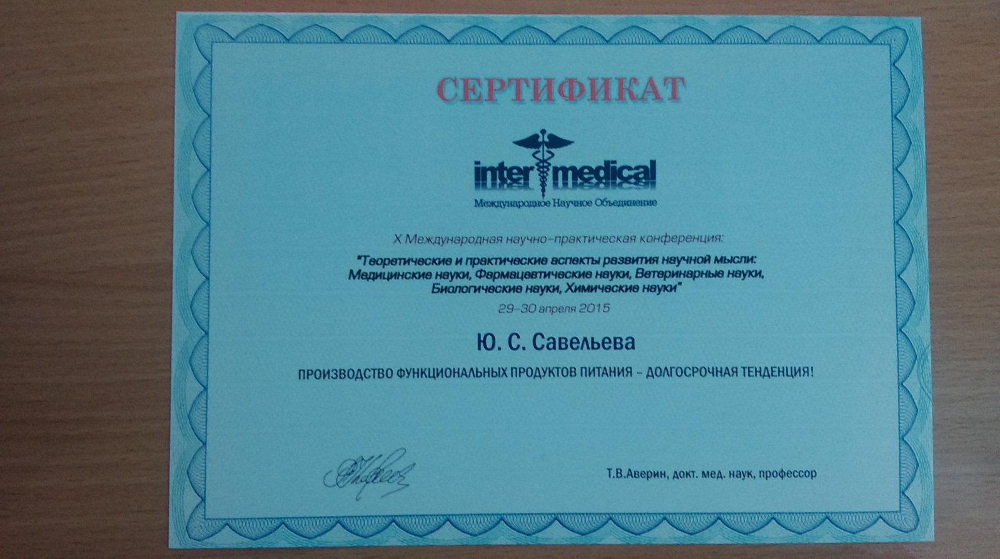 СЕРТИФИКАТ
inter medical
Международное Научное Объединение
X Международная научно-практическая конференция:
"Теоретические и практические аспекты развития научной мысли:
Медицинские науки, Фармацевтические науки, Ветеринарные науки,
Биологические науки, Химические науки"
29-30 апреля 2015
Ю. С. Савельева
ПРОИЗВОДСТВО ФУНКЦИОНАЛЬНЫХ ПРОДУКТОВ ПИТАНИЯ – ДОЛГОСРОЧНАЯ ТЕНДЕНЦИЯ!
Т.В.Аверин, докт. мед. наук, профессор